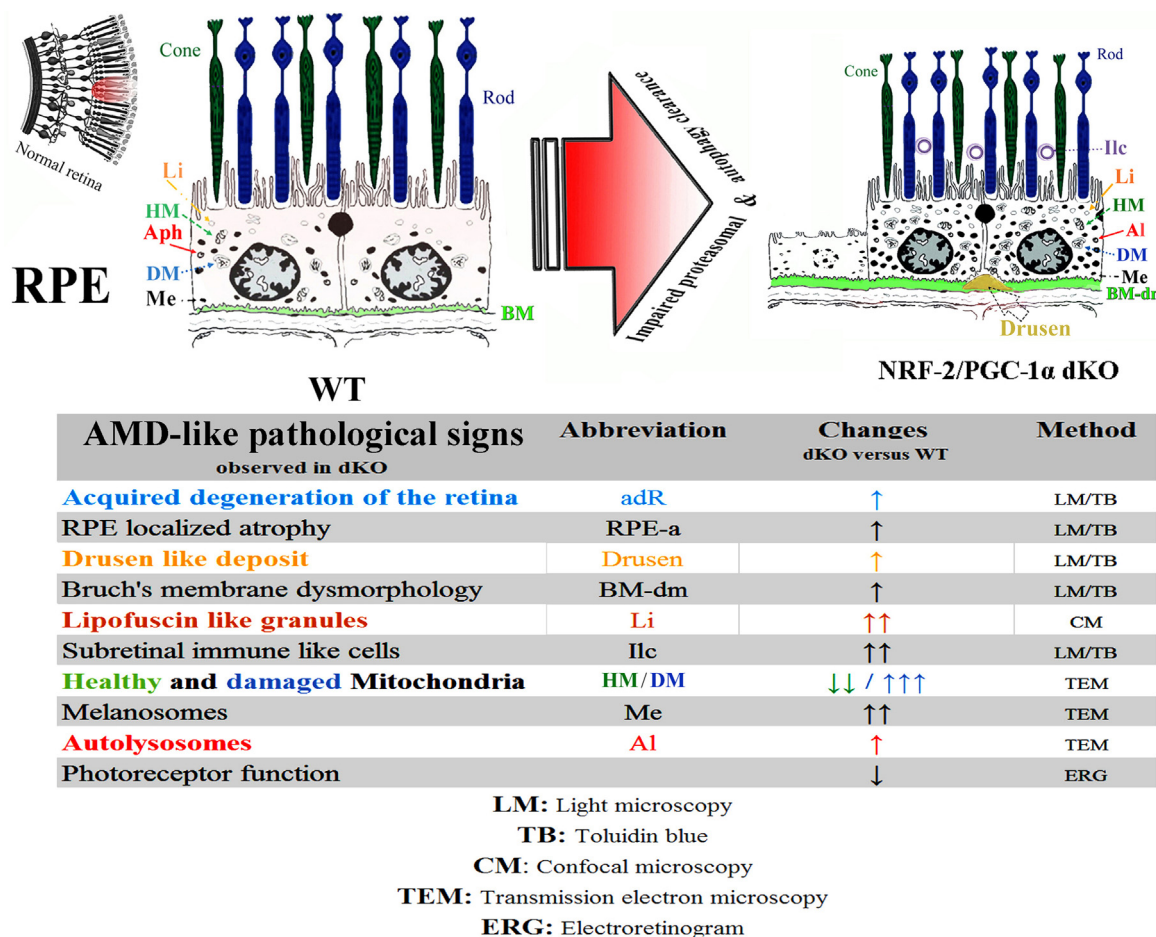 Normal retina
Cone
Rod
Li
HM
Aph
DM
Me
BM
RPE
WT
Impaired proteasomal
& autophagy clearance
Cone
Rod
Ilc
Li
HM
Al
DM
Me
BM-dr
Drusen
NRF-2/PGC-1α dKO
AMD-like pathological signs Abbreviation Changes Method
observed in dKO dKO versus WT
Acquired degeneration of the retina adR ↑ LM/TB
RPE localized atrophy RPE-a ↑ LM/TB
Drusen like deposit Drusen ↑ LM/TB
Bruch's membrane dysmorphology BM-dm ↑ LM/TB
Lipofuscin like granules Li ↑↑ CM
Subretinal immune like cells Ilc ↑↑ LM/TB
Healthy and damaged Mitochondria HM/DM ↓↓ / ↑↑↑ TEM
Melanosomes Me ↑↑ TEM
Autolysosomes Al ↑ TEM
Photoreceptor function ↓ ERG
LM: Light microscopy
TB: Toluidin blue
CM: Confocal microscopy
TEM: Transmission electron microscopy
ERG: Electroretinogram